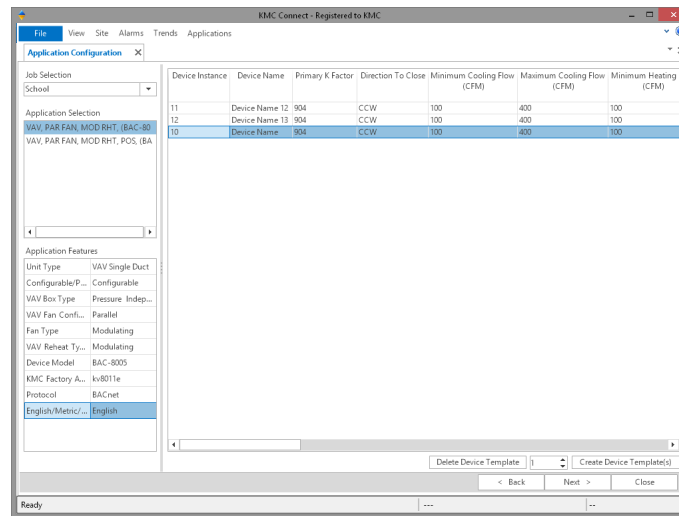 KMC Connect - Registered to KMC
File View Site Alarms Trends Applications
Application Configuration X
Job Selection
School
Application Selection
VAV, PAR FAN, MOD RHT, (BAC-80
VAV, PAR FAN, MOD RHT, POS, (BA
Application Features
Unit Type VAV Single Duct
Configurable/P... Configurable
VAV Box Type Pressure Indep...
VAV Fan Confi... Parallel
Fan Type Modulating
VAV Reheat Ty... Modulating
Device Model BAC-8005
KMC Factory A... kv8011e
Protocol BACnet
English/Metric/... English
Device Instance Device Name Primary K Factor Direction To Close Minimum Cooling Flow Maximum Cooling Flow Minimum Heating
(CFM) (CFM) (CFM)
11 Device Name 12 904 CCW 100 400 100
12 Device Name 13 904 CCW 100 400 100
10 Device Name 904 CCW 100 400 100
Delete Device Template 1 Create Device Template(s)
< Back Next > Close
Ready --- --